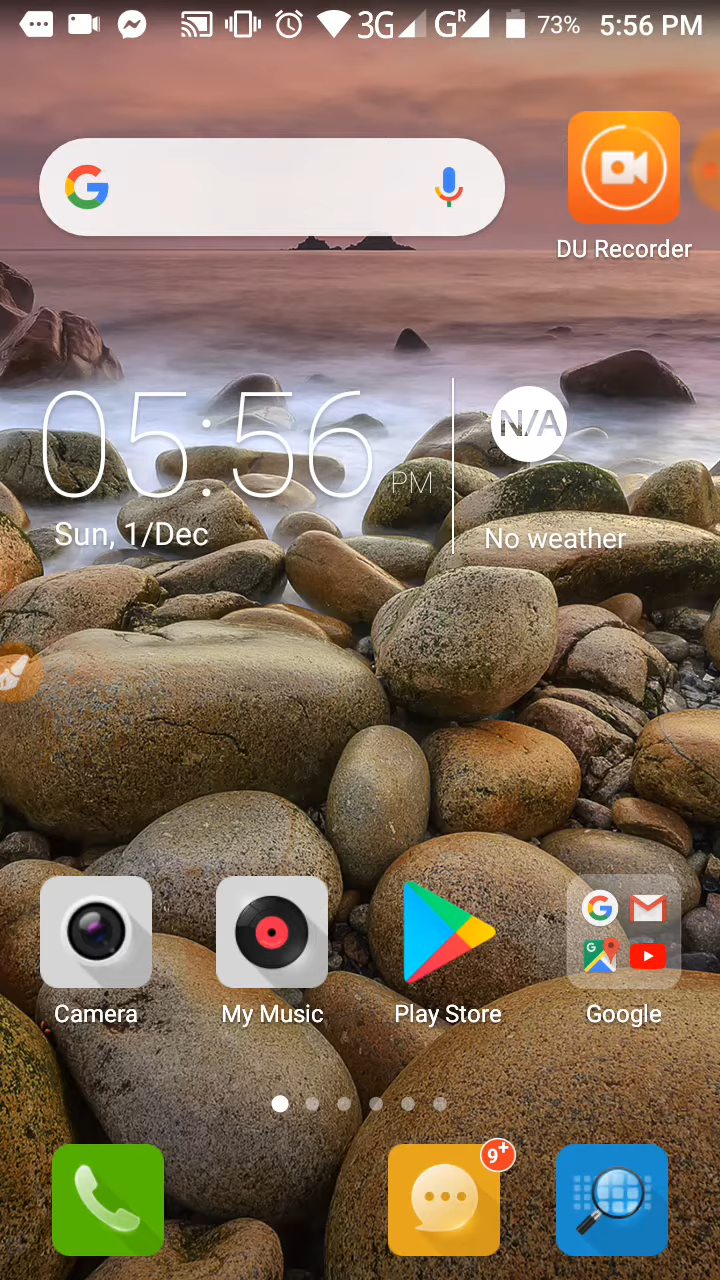 3G G R 73% 5:56 PM
DU Recorder
05:56 PM
N/A
Sun, 1/Dec
No weather
Camera
My Music
Play Store
Google
9+